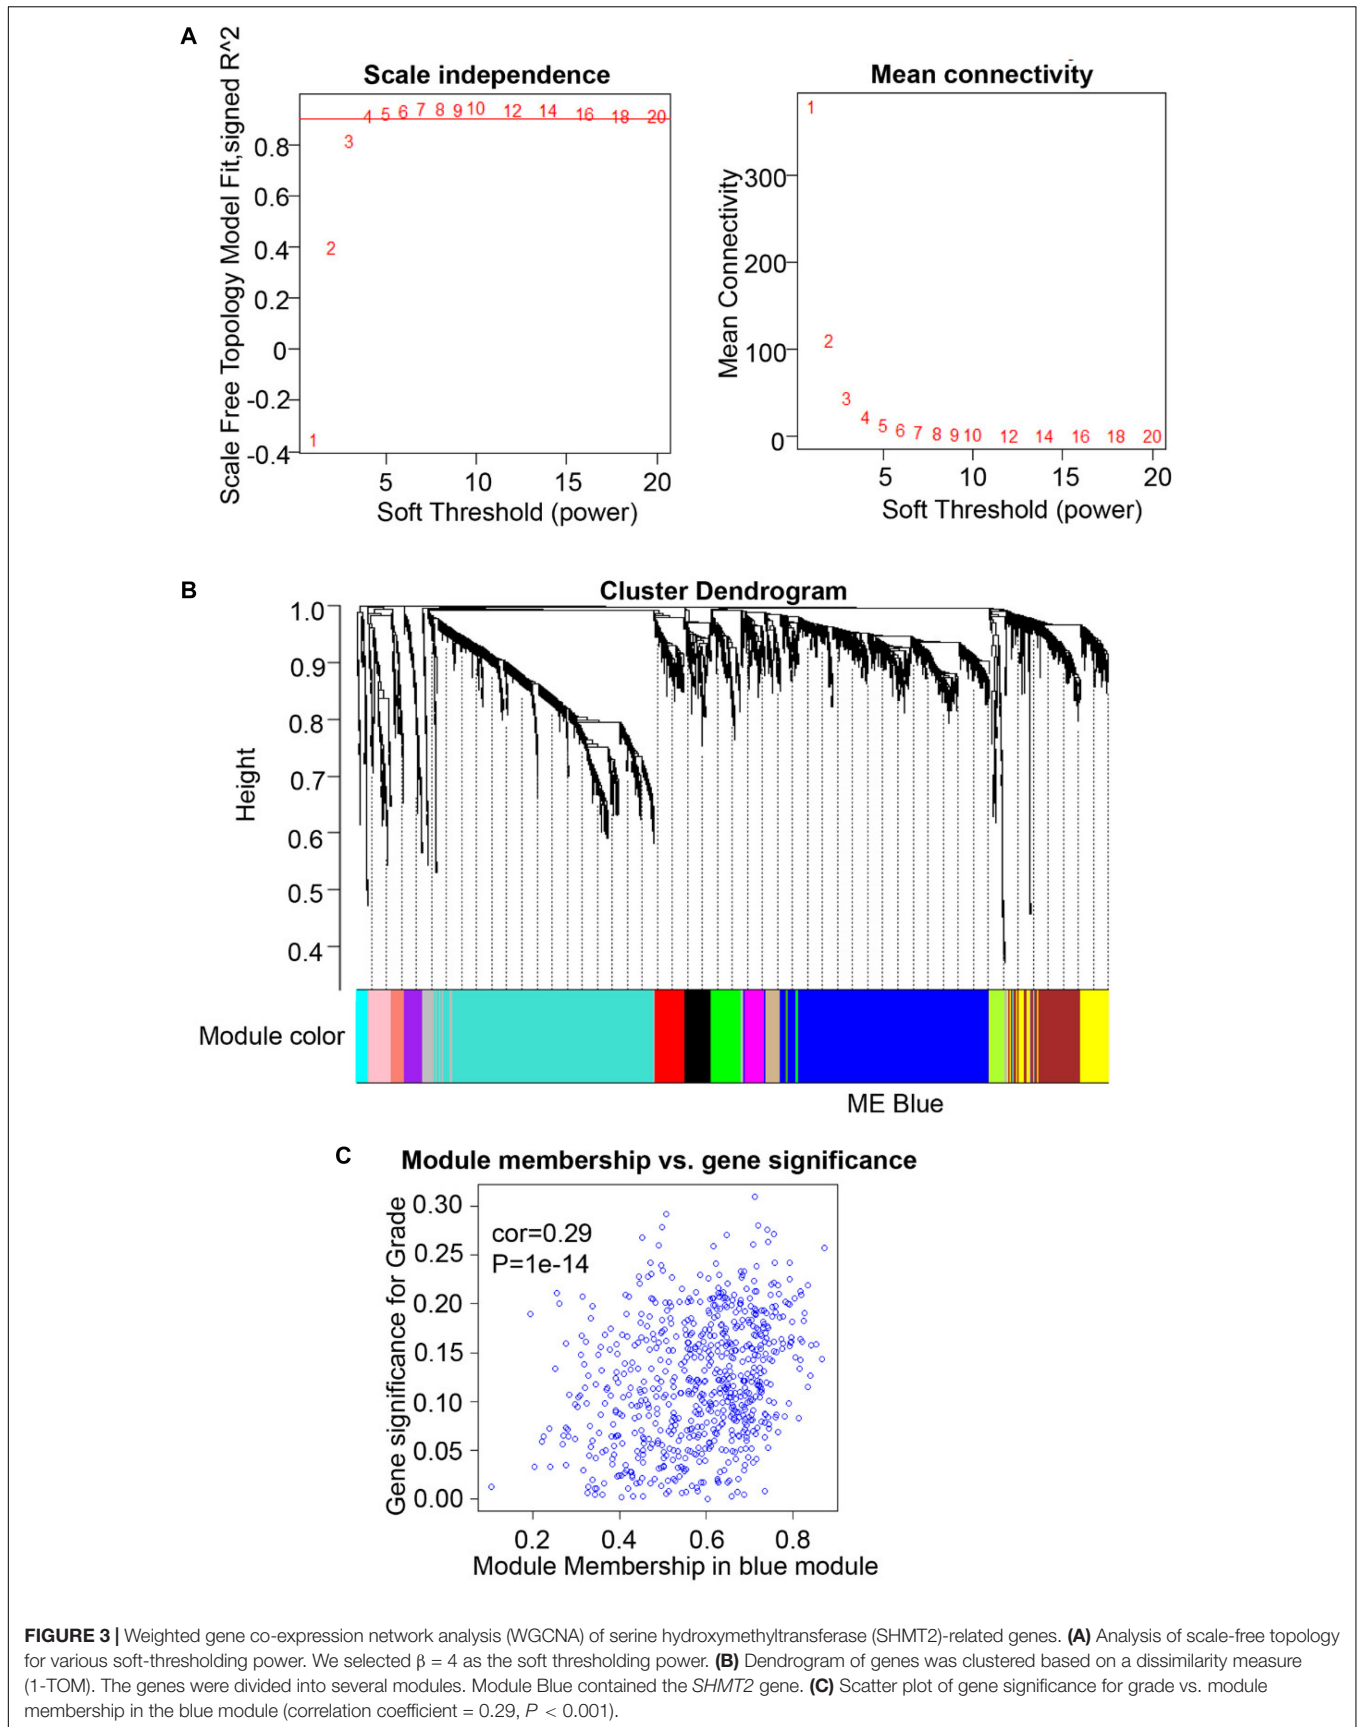 A
Scale independence
Scale Free Topology Model Fit,signed R^2
0.8
0.6
0.4
0.2
0
-0.2
-0.4
1
2
3
4 5 6 7 8 9 10 12 14 16 18 20
5 10 15 20
Soft Threshold (power)
Mean connectivity
Mean Connectivity
300
200
100
0
1
2
3
4 5 6 7 8 9 10 12 14 16 18 20
5 10 15 20
Soft Threshold (power)
B
Cluster Dendrogram
Height
1.0
0.9
0.8
0.7
0.6
0.5
0.4
Module color
ME Blue
C
Module membership vs. gene significance
Gene significance for Grade
0.30
0.25
0.20
0.15
0.10
0.05
0.00
cor=0.29
P=1e-14
0.2 0.4 0.6 0.8
Module Membership in blue module
FIGURE 3 | Weighted gene co-expression network analysis (WGCNA) of serine hydroxymethyltransferase (SHMT2)-related genes. (A) Analysis of scale-free topology
for various soft-thresholding power. We selected β = 4 as the soft thresholding power. (B) Dendrogram of genes was clustered based on a dissimilarity measure
(1-TOM). The genes were divided into several modules. Module Blue contained the SHMT2 gene. (C) Scatter plot of gene significance for grade vs. module
membership in the blue module (correlation coefficient = 0.29, P < 0.001).